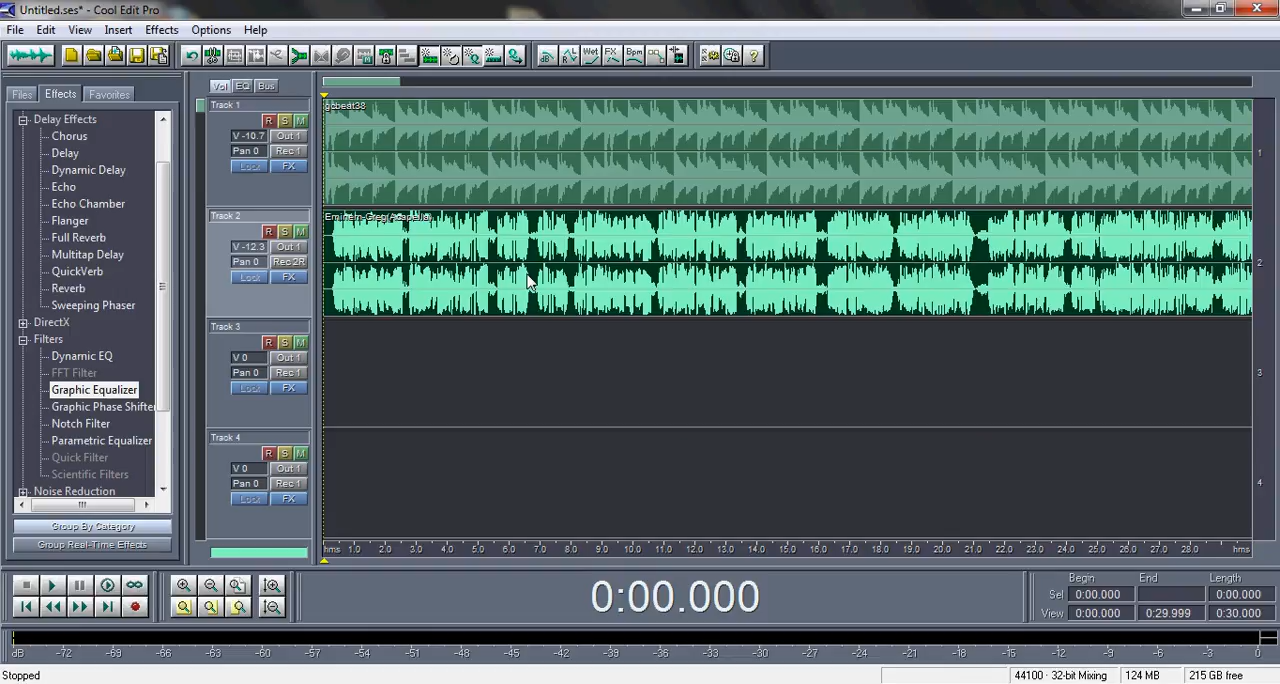 Untitled.ses* - Cool Edit Pro
File Edit View Insert Effects Options Help
Wet FX Bpm
Files Effects Favorites
Delay Effects
Chorus
Delay
Dynamic Delay
Echo
Echo Chamber
Flanger
Full Reverb
Multitap Delay
QuickVerb
Reverb
Sweeping Phaser
DirectX
Filters
Dynamic EQ
FFT Filter
Graphic Equalizer
Graphic Phase Shifter
Notch Filter
Parametric Equalizer
Quick Filter
Scientific Filters
Noise Reduction
Group By Category
Group Real-Time Effects
Vol EQ Bus
Track 1
R S M
V -10.7 Out 1
Pan 0 Rec 1
Lock FX
gcbeat38
1
Track 2
R S M
V -12.3 Out 1
Pan 0 Rec 2R
Lock FX
Eminem-Greg(Acapella)
2
Track 3
R S M
V 0 Out 1
Pan 0 Rec 1
Lock FX
3
Track 4
R S M
V 0 Out 1
Pan 0 Rec 1
Lock FX
4
hms 1.0 2.0 3.0 4.0 5.0 6.0 7.0 8.0 9.0 10.0 11.0 12.0 13.0 14.0 15.0 16.0 17.0 18.0 19.0 20.0 21.0 22.0 23.0 24.0 25.0 26.0 27.0 28.0 hms
0:00.000
Begin End Length
Sel 0:00.000 0:00.000
View 0:00.000 0:29.999 0:30.000
dB -72 -69 -66 -63 -60 -57 -54 -51 -48 -45 -42 -39 -36 -33 -30 -27 -24 -21 -18 -15 -12 -9 -6 -3 0
Stopped
44100 · 32-bit Mixing 124 MB 215 GB free